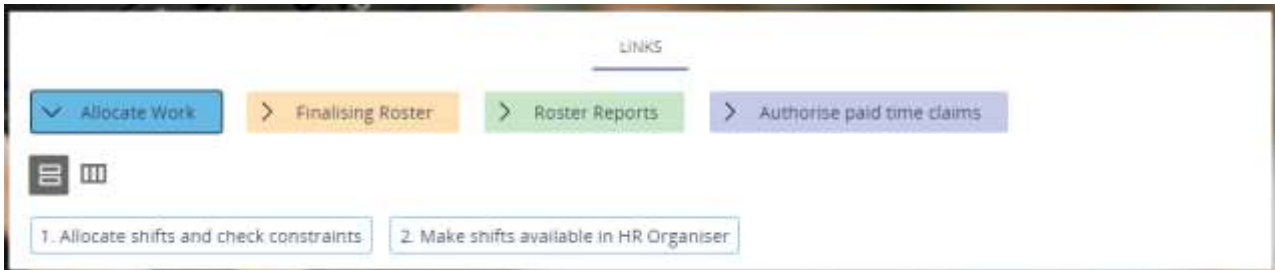 LINKS
Allocate Work Finalising Roster Roster Reports Authorise paid time claims
1. Allocate shifts and check constraints 2. Make shifts available in HR Organiser